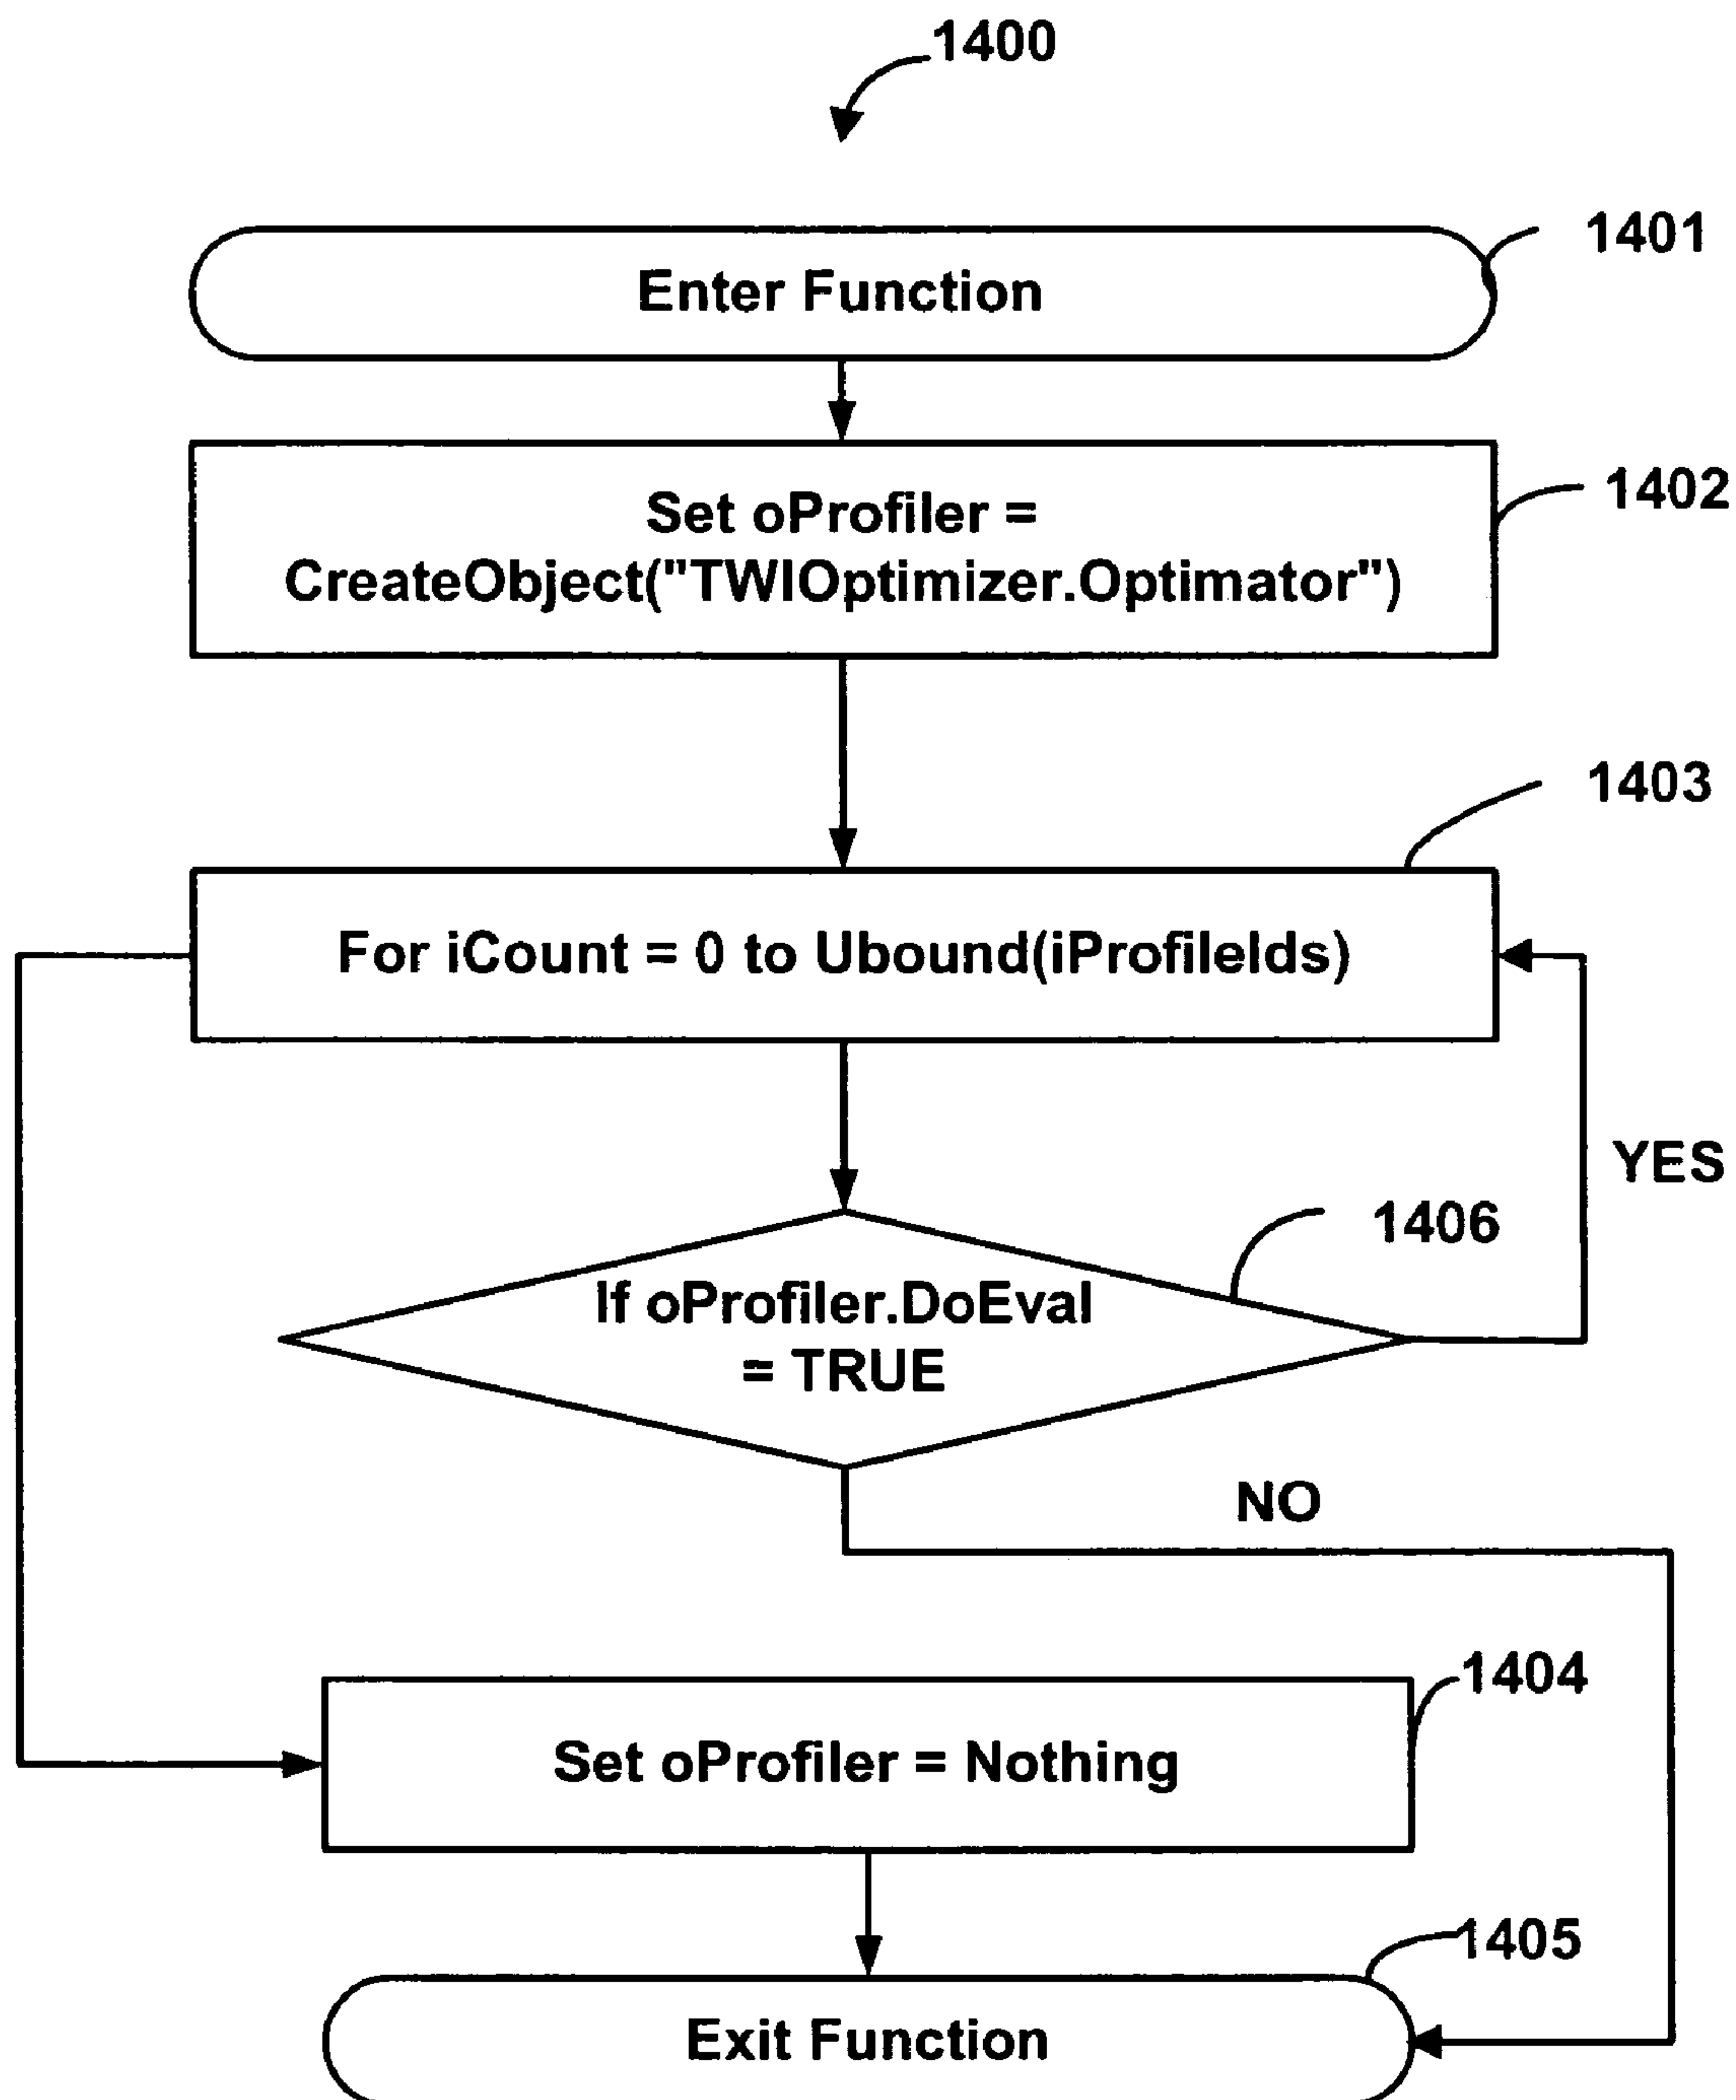 1400
1401
Enter Function
1402
Set oProfiler =
CreateObject("TWIOptimizer.Optimator")
1403
For iCount = 0 to Ubound(iProfileIds)
YES
1406
If oProfiler.DoEval
= TRUE
NO
1404
Set oProfiler = Nothing
1405
Exit Function